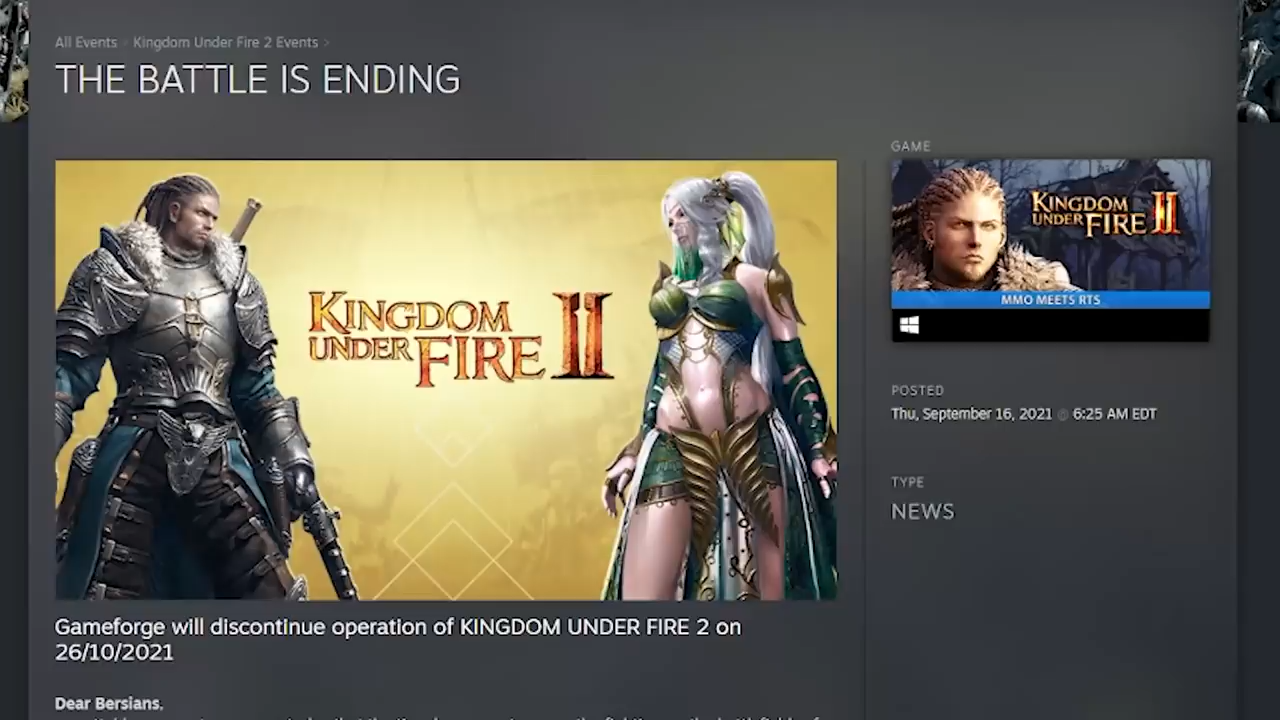 All Events > Kingdom Under Fire 2 Events >
THE BATTLE IS ENDING
GAME
KINGDOM
UNDER FIRE II
KINGDOM
UNDER FIRE II
MMO MEETS RTS
POSTED
Thu, September 16, 2021 @ 6:25 AM EDT
TYPE
NEWS
Gameforge will discontinue operation of KINGDOM UNDER FIRE 2 on
26/10/2021
Dear Bersians,